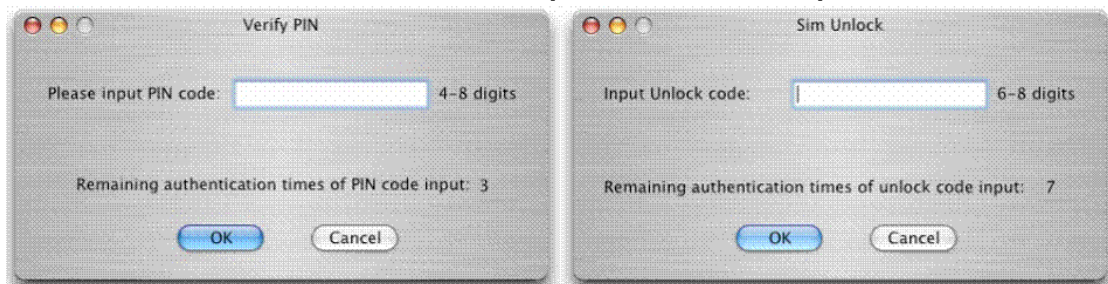 Verify PIN
Please input PIN code: 4-8 digits
Remaining authentication times of PIN code input: 3
OK Cancel
Sim Unlock
Input Unlock code: 6-8 digits
Remaining authentication times of unlock code input: 7
OK Cancel